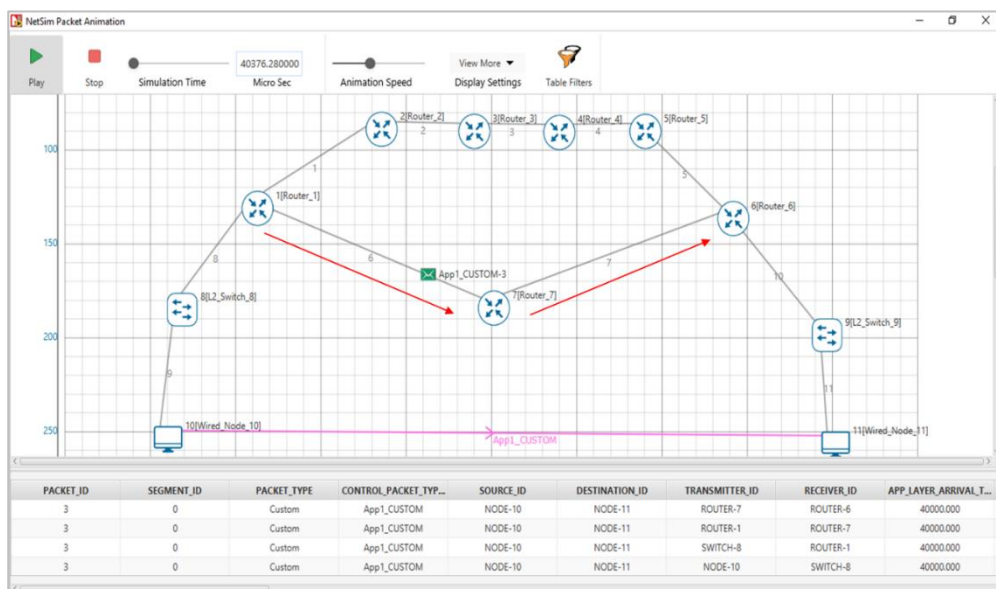 NetSim Packet Animation
40376.280000
View More
Play
Stop
Simulation Time
Micro Sec
Animation Speed
Display Settings
Table Filters
2[Router_2]
3[Router_3]
4[Router_4]
5[Router_5]
2
3
4
100
1
5
1[Router_1]
6[Router_6]
150
8
6
7
App1_CUSTOM-3
10
8[L2_Switch_8]
7[Router_7]
9[L2_Switch_9]
200
9
11
10[Wired_Node_10]
11[Wired_Node_11]
250
App1_CUSTOM
PACKET_ID SEGMENT_ID PACKET_TYPE CONTROL_PACKET_TYP... SOURCE_ID DESTINATION_ID TRANSMITTER_ID RECEIVER_ID APP_LAYER_ARRIVAL_T...
3 0 Custom App1_CUSTOM NODE-10 NODE-11 ROUTER-7 ROUTER-6 40000.000
3 0 Custom App1_CUSTOM NODE-10 NODE-11 ROUTER-1 ROUTER-7 40000.000
3 0 Custom App1_CUSTOM NODE-10 NODE-11 SWITCH-8 ROUTER-1 40000.000
3 0 Custom App1_CUSTOM NODE-10 NODE-11 NODE-10 SWITCH-8 40000.000